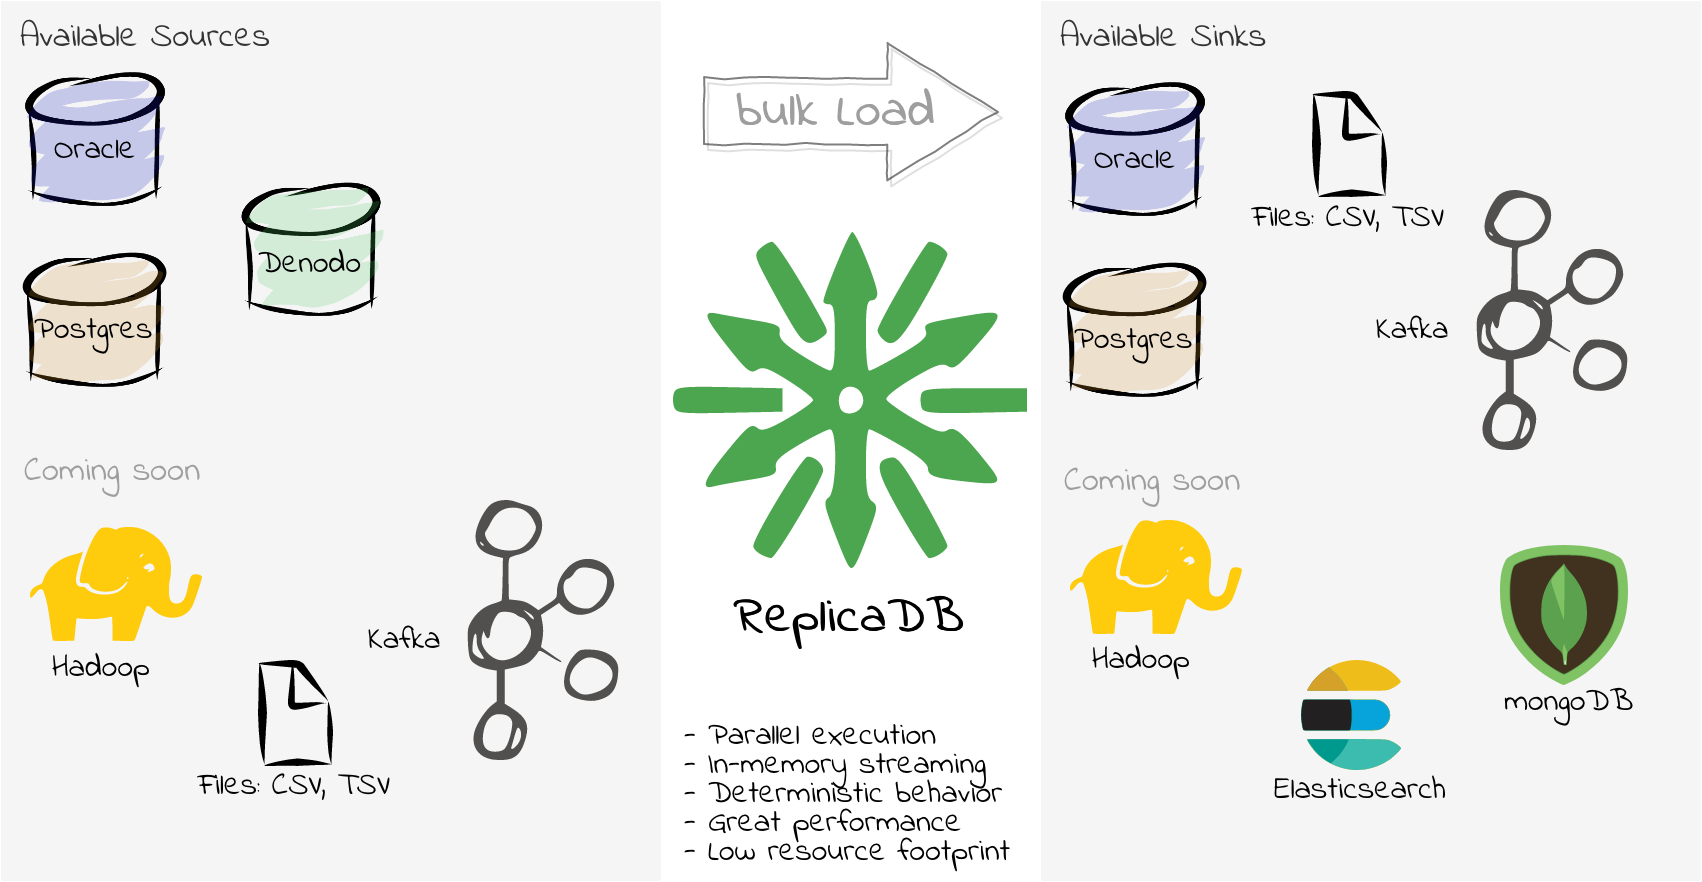 Available Sources
Oracle
Denodo
Postgres
Coming soon
Hadoop
Kafka
Files: CSV, TSV
bulk Load
ReplicaDB
- Parallel execution
- In-memory streaming
- Deterministic behavior
- Great performance
- Low resource footprint
Available Sinks
Oracle
Files: CSV, TSV
Kafka
Postgres
Coming soon
Hadoop
mongoDB
Elasticsearch